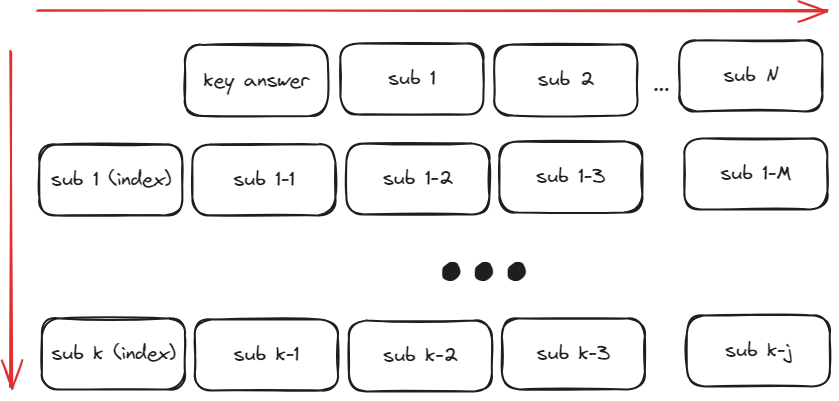 key answer
sub 1
sub 2
...
sub N
sub 1 (index)
sub 1-1
sub 1-2
sub 1-3
sub 1-M
sub k (index)
sub k-1
sub k-2
sub k-3
sub k-j